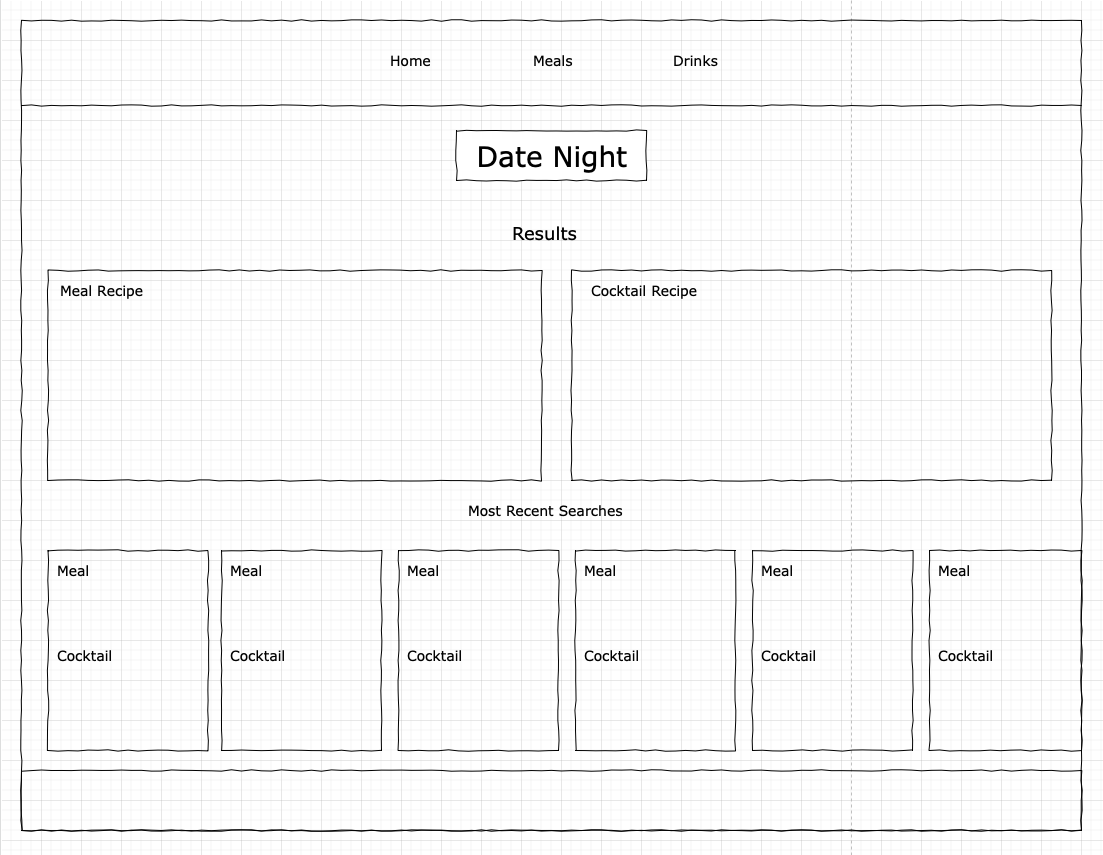 Home Meals Drinks
Date Night
Results
Meal Recipe
Cocktail Recipe
Most Recent Searches
Meal Meal Meal Meal Meal Meal
Cocktail Cocktail Cocktail Cocktail Cocktail Cocktail